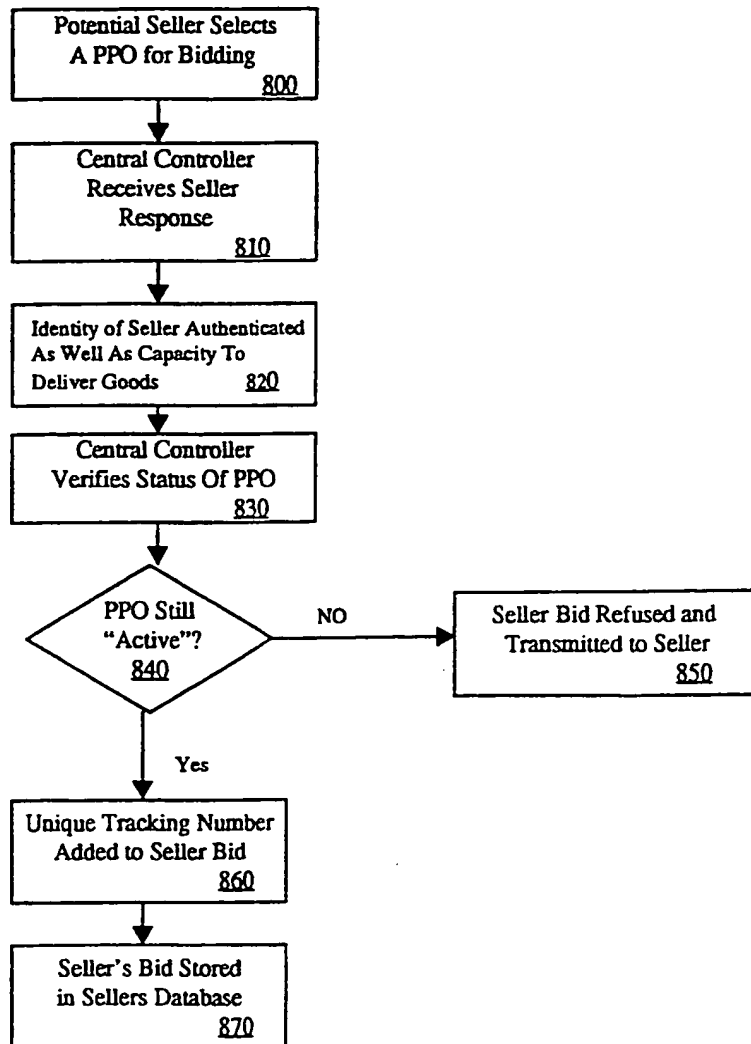 Potential Seller Selects
A PPO for Bidding
800
Central Controller
Receives Seller
Response
810
Identity of Seller Authenticated
As Well As Capacity To
Deliver Goods 820
Central Controller
Verifies Status Of PPO
830
PPO Still
"Active"?
840
NO
Seller Bid Refused and
Transmitted to Seller
850
Yes
Unique Tracking Number
Added to Seller Bid
860
Seller's Bid Stored
in Sellers Database
870